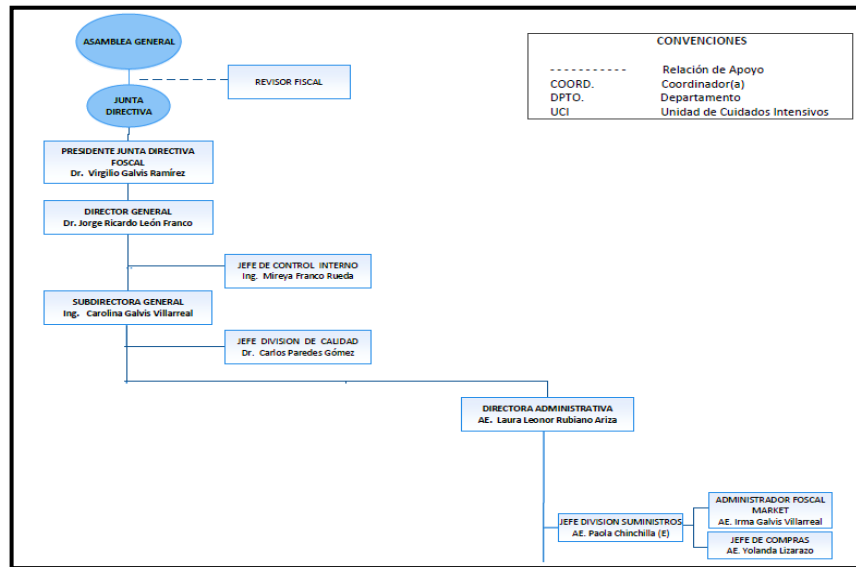 ASAMBLEA GENERAL
REVISOR FISCAL
JUNTA
DIRECTIVA
PRESIDENTE JUNTA DIRECTIVA
FOSCAL
Dr. Virgilio Galvis Ramírez
DIRECTOR GENERAL
Dr. Jorge Ricardo León Franco
JEFE DE CONTROL INTERNO
Ing. Mireya Franco Rueda
SUBDIRECTORA GENERAL
Ing. Carolina Galvis Villarreal
JEFE DIVISION DE CALIDAD
Dr. Carlos Paredes Gómez
DIRECTORA ADMINISTRATIVA
AE. Laura Leonor Rubiano Ariza
JEFE DIVISION SUMINISTROS
AE. Paola Chinchilla (E)
ADMINISTRADOR FOSCAL
MARKET
AE. Irma Galvis Villarreal
JEFE DE COMPRAS
AE. Yolanda Lizarazo
CONVENCIONES
- - - - - - - - - - - Relación de Apoyo
COORD. Coordinador(a)
DPTO. Departamento
UCI Unidad de Cuidados Intensivos